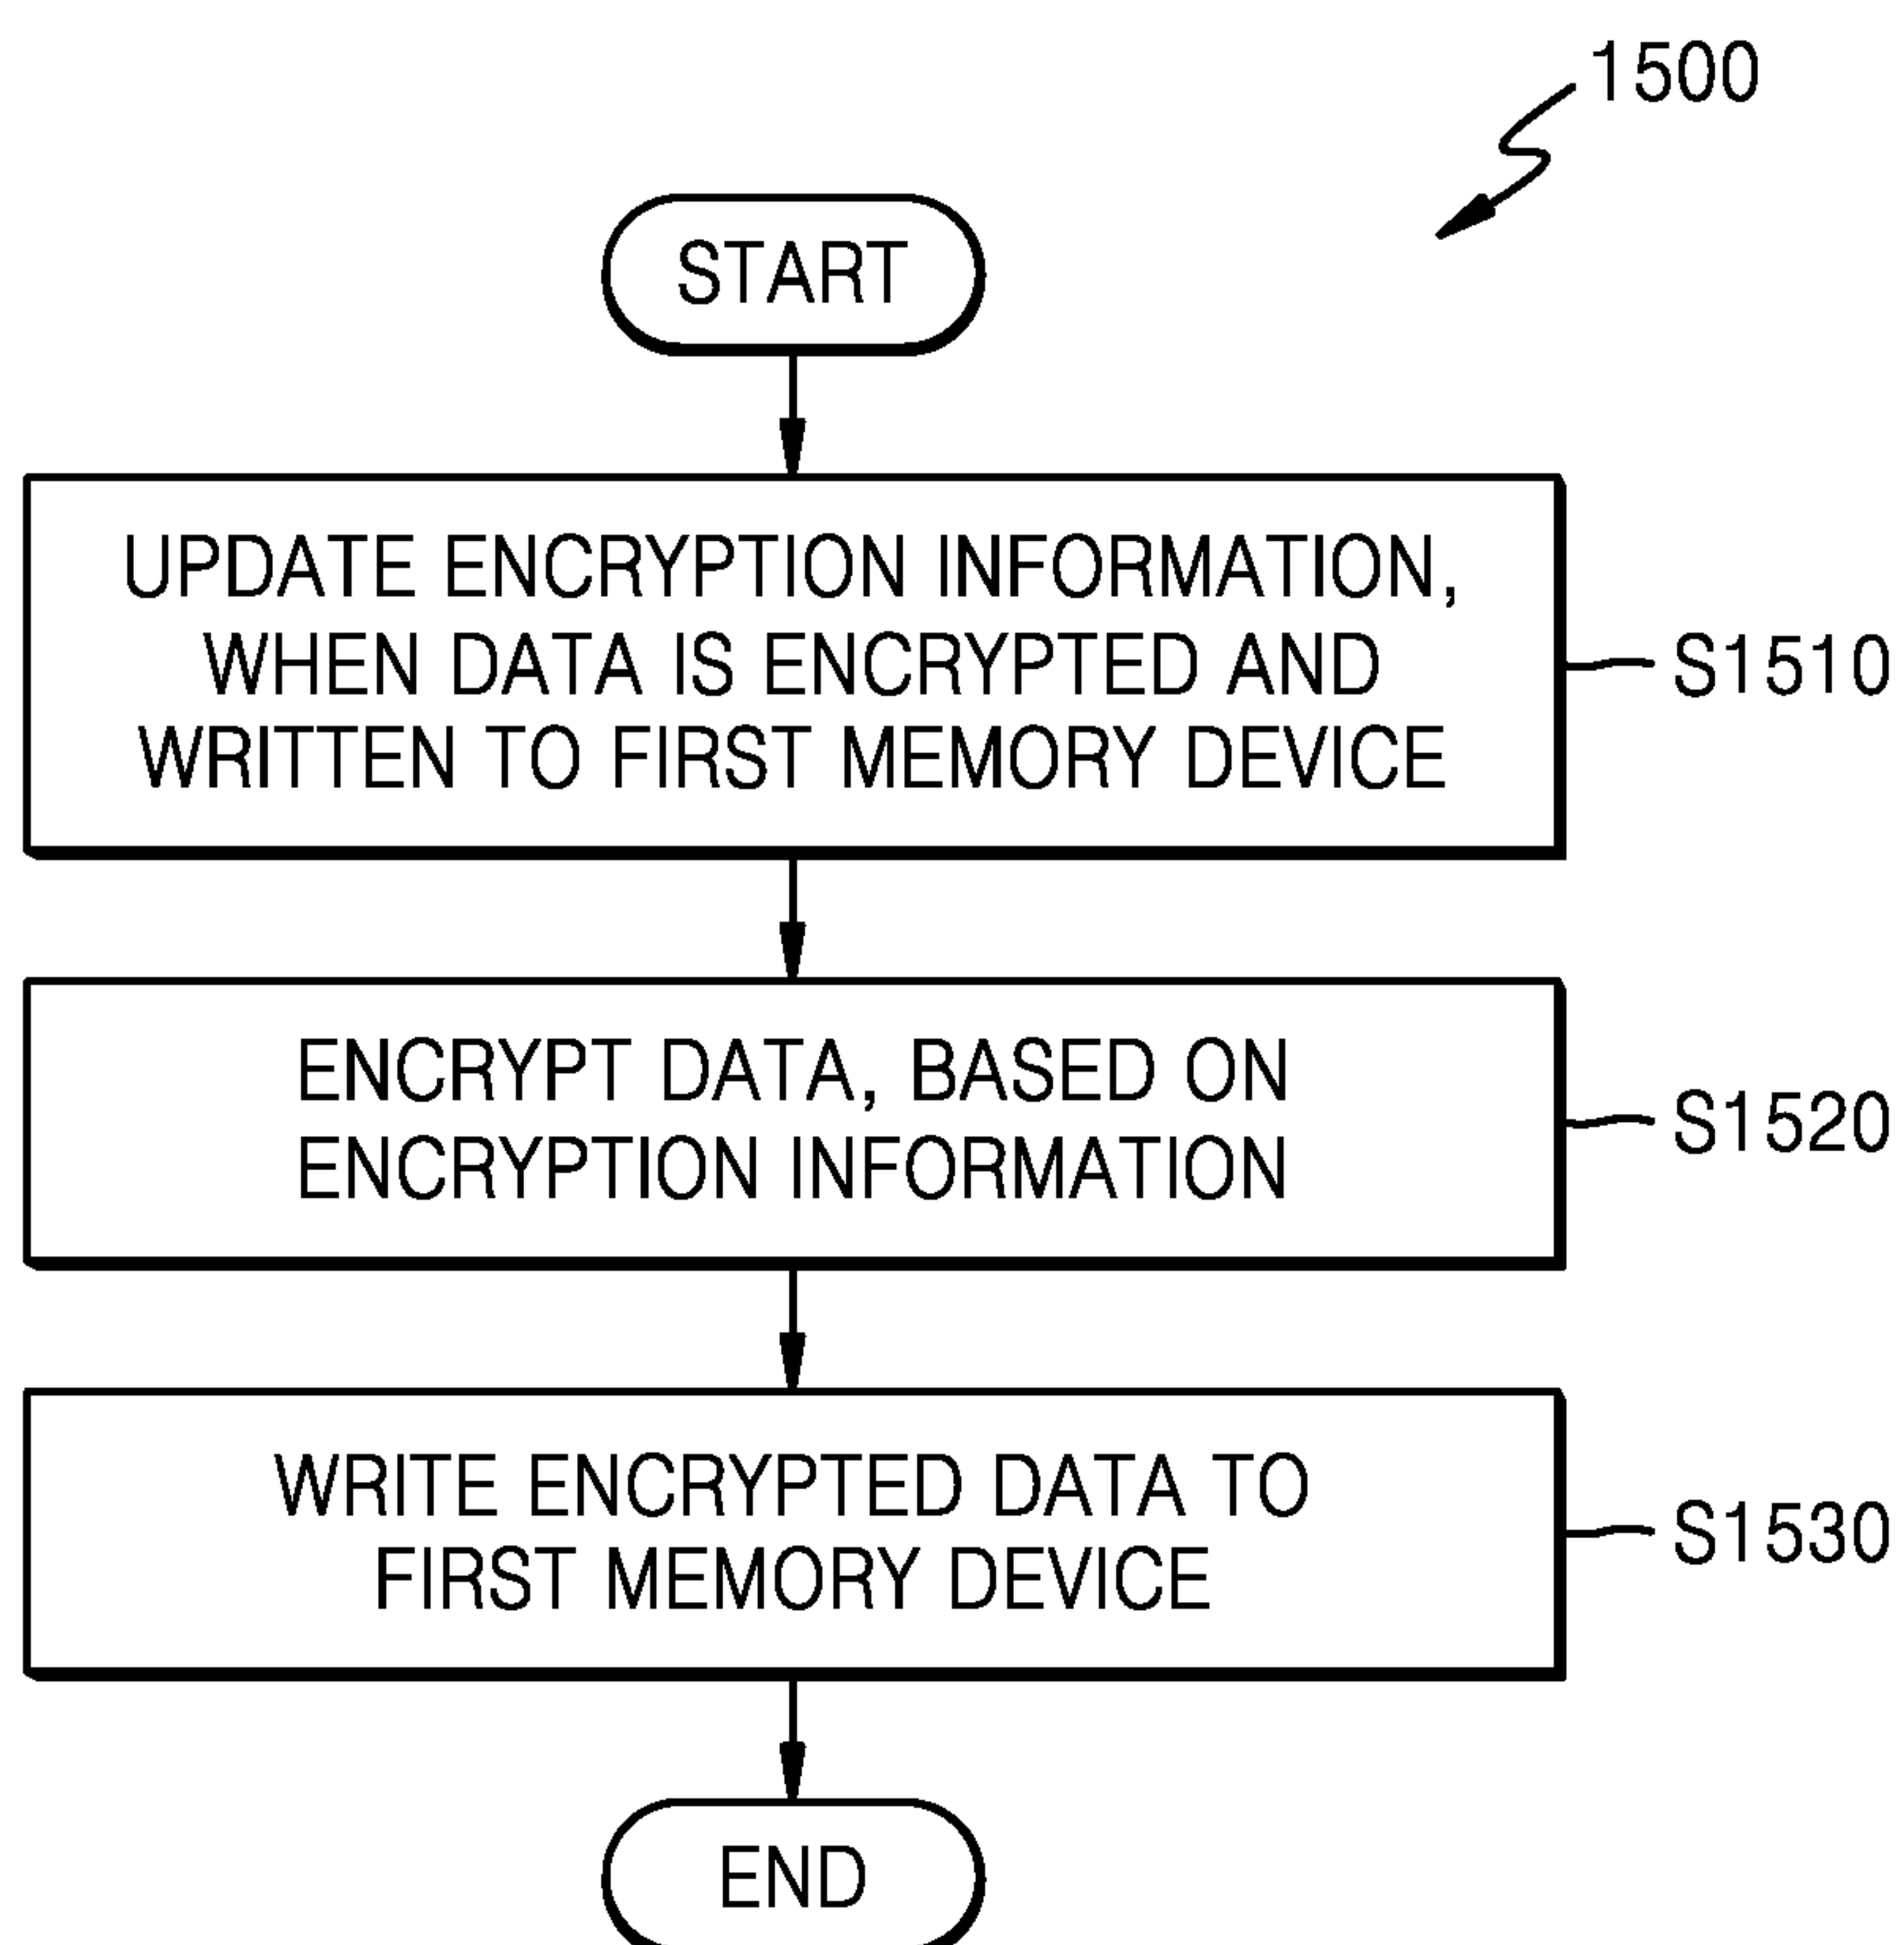 1500
START
UPDATE ENCRYPTION INFORMATION,
WHEN DATA IS ENCRYPTED AND
WRITTEN TO FIRST MEMORY DEVICE
S1510
ENCRYPT DATA, BASED ON
ENCRYPTION INFORMATION
S1520
WRITE ENCRYPTED DATA TO
FIRST MEMORY DEVICE
S1530
END